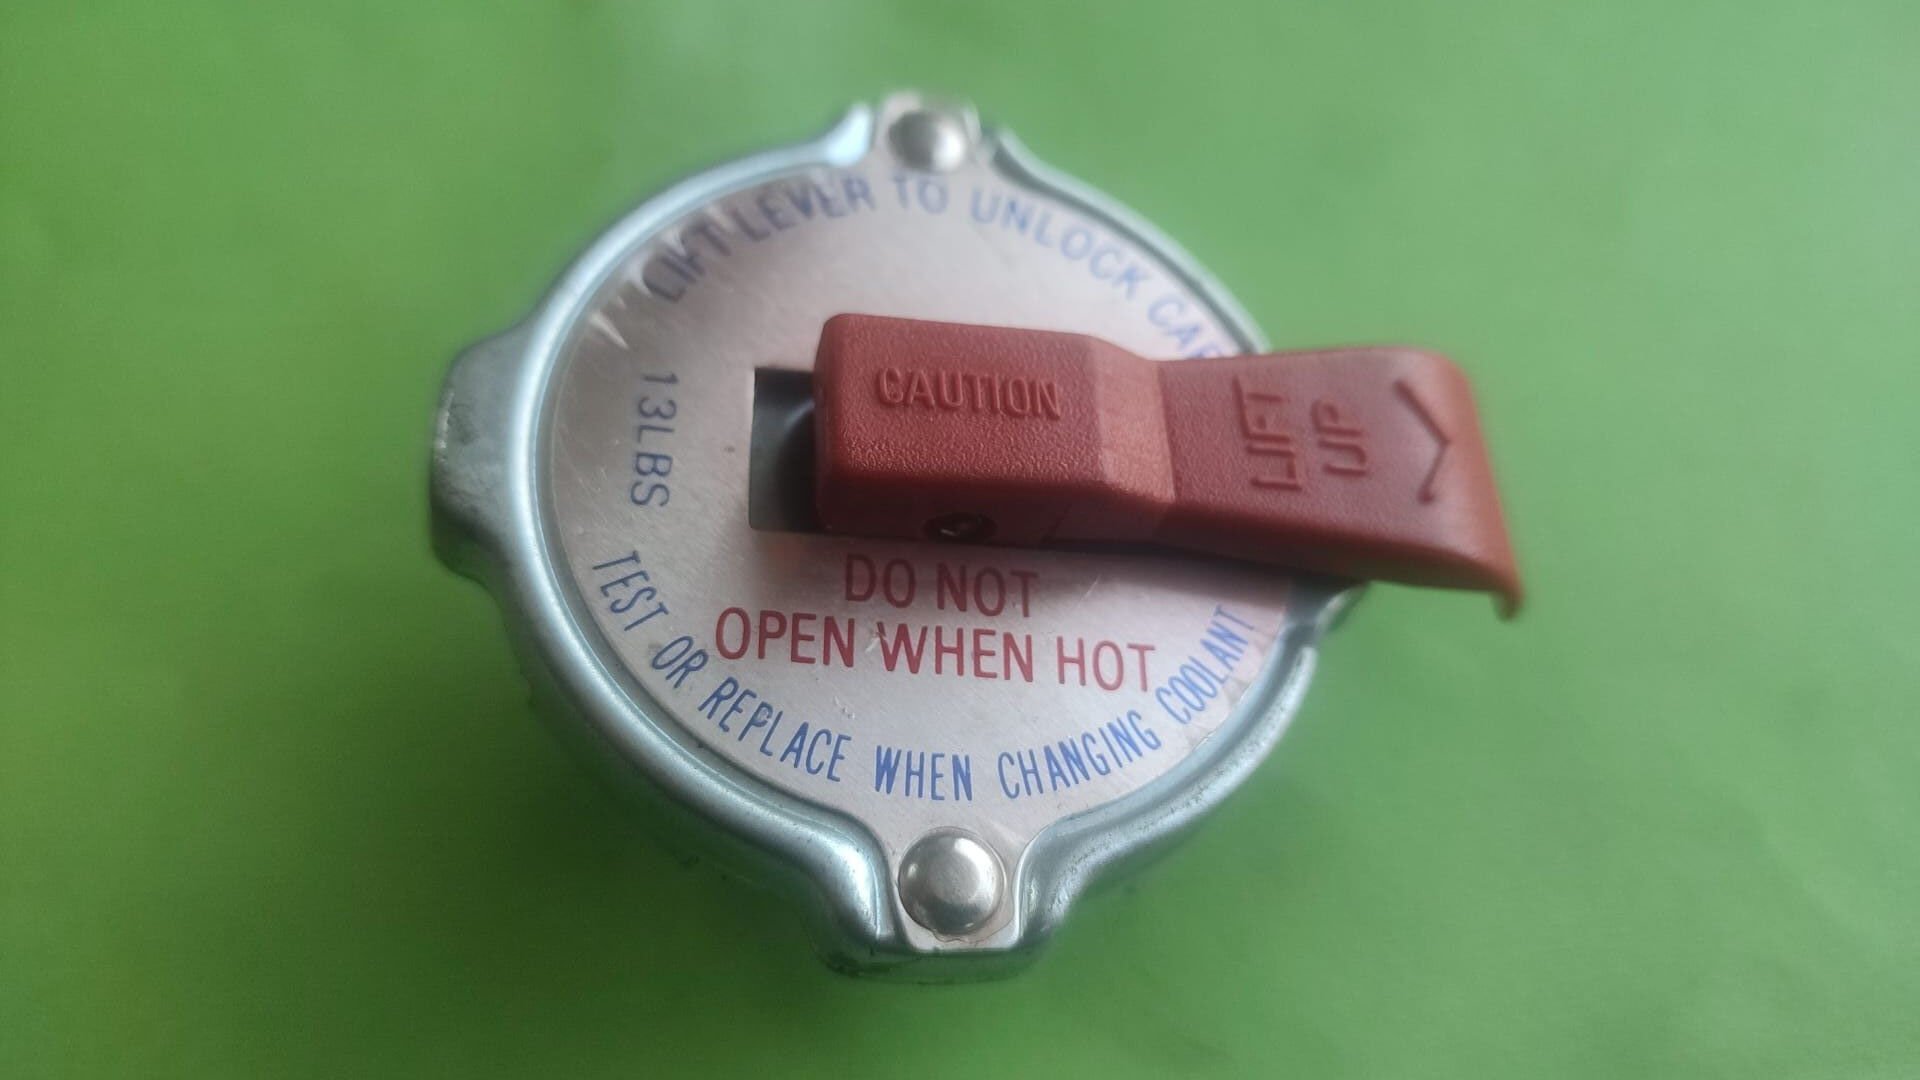 LIFT LEVER TO UNLOCK CAP
CAUTION
LIFT
UP
13LBS
DO NOT
OPEN WHEN HOT
TEST OR REPLACE WHEN CHANGING COOLANT